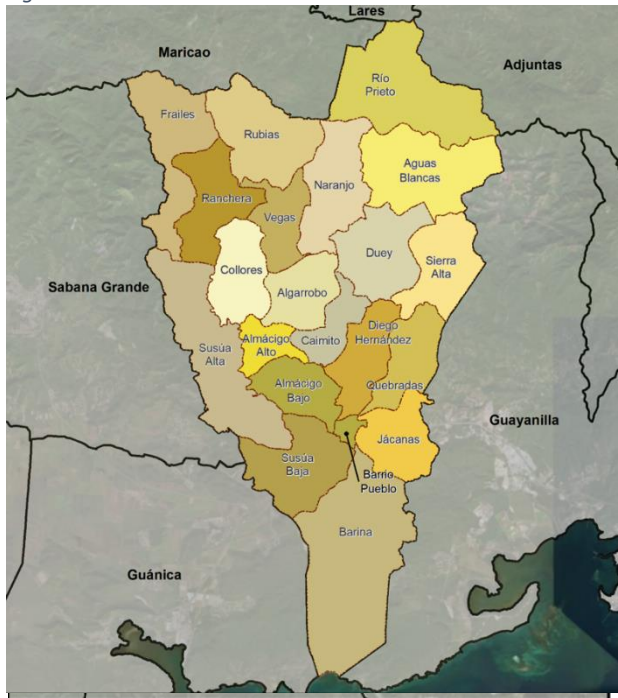 Lares
Maricao
Adjuntas
Río
Prieto
Frailes
Rubias
Aguas
Blancas
Naranjo
Ranchera
Vegas
Duey
Sierra
Alta
Collores
Sabana Grande
Algarrobo
Diego
Hernández
Almácigo
Alto
Caimito
Susúa
Alta
Almácigo
Bajo
Quebradas
Guayanilla
Jácanas
Susúa
Baja
Barrio
Pueblo
Barina
Guánica